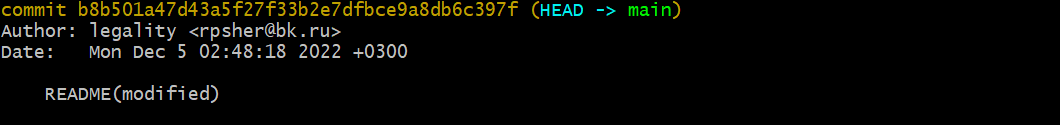 commit b8b501a47d43a5f27f33b2e7dfbce9a8db6c397f (HEAD -> main)
Author: legality <rpsher@bk.ru>
Date:   Mon Dec 5 02:48:18 2022 +0300
README(modified)